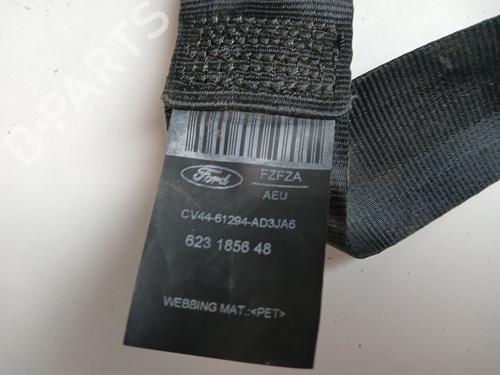 B-PARTS
Ford
FZFZA
AEU
CV44-61294-AD3JA6
623 1856 48
WEBBING MAT.:<PET>